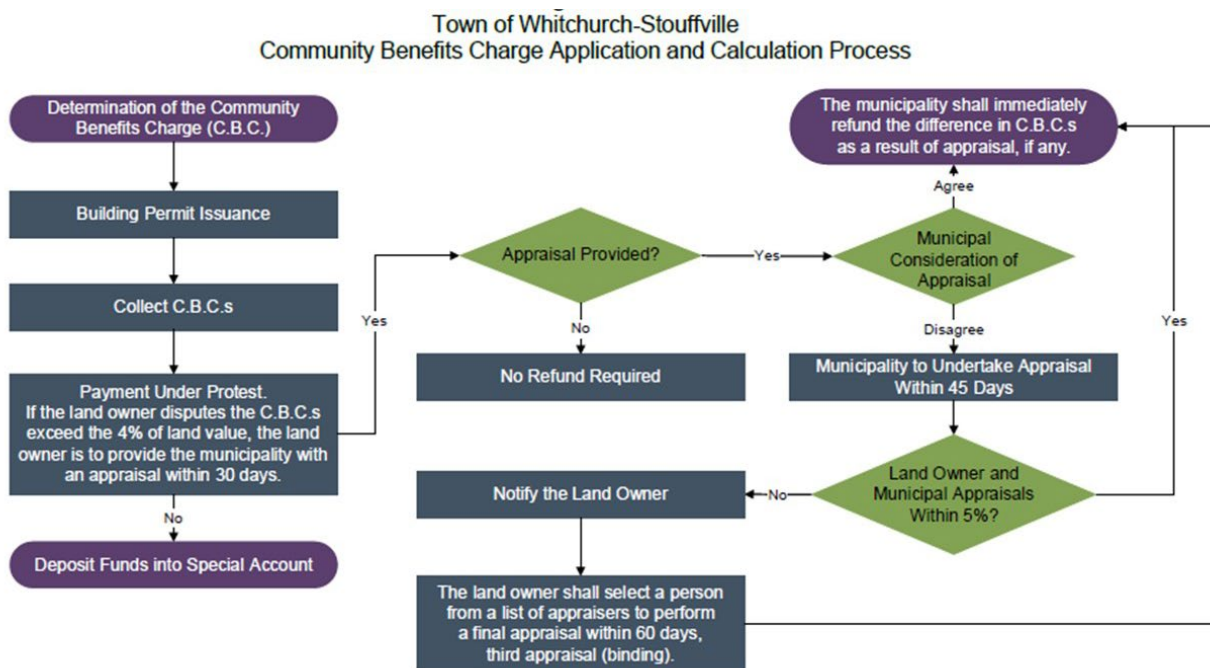 Town of Whitchurch-Stouffville
Community Benefits Charge Application and Calculation Process
Determination of the Community
Benefits Charge (C.B.C.)
Building Permit Issuance
Collect C.B.C.s
Payment Under Protest.
If the land owner disputes the C.B.C.s
exceed the 4% of land value, the land
owner is to provide the municipality with
an appraisal within 30 days.
No
Deposit Funds into Special Account
Yes
Appraisal Provided?
No
No Refund Required
Yes
Municipal
Consideration of
Appraisal
Agree
The municipality shall immediately
refund the difference in C.B.C.s
as a result of appraisal, if any.
Disagree
Municipality to Undertake Appraisal
Within 45 Days
Land Owner and
Municipal Appraisals
Within 5%?
Yes
No
Notify the Land Owner
The land owner shall select a person
from a list of appraisers to perform
a final appraisal within 60 days,
third appraisal (binding).